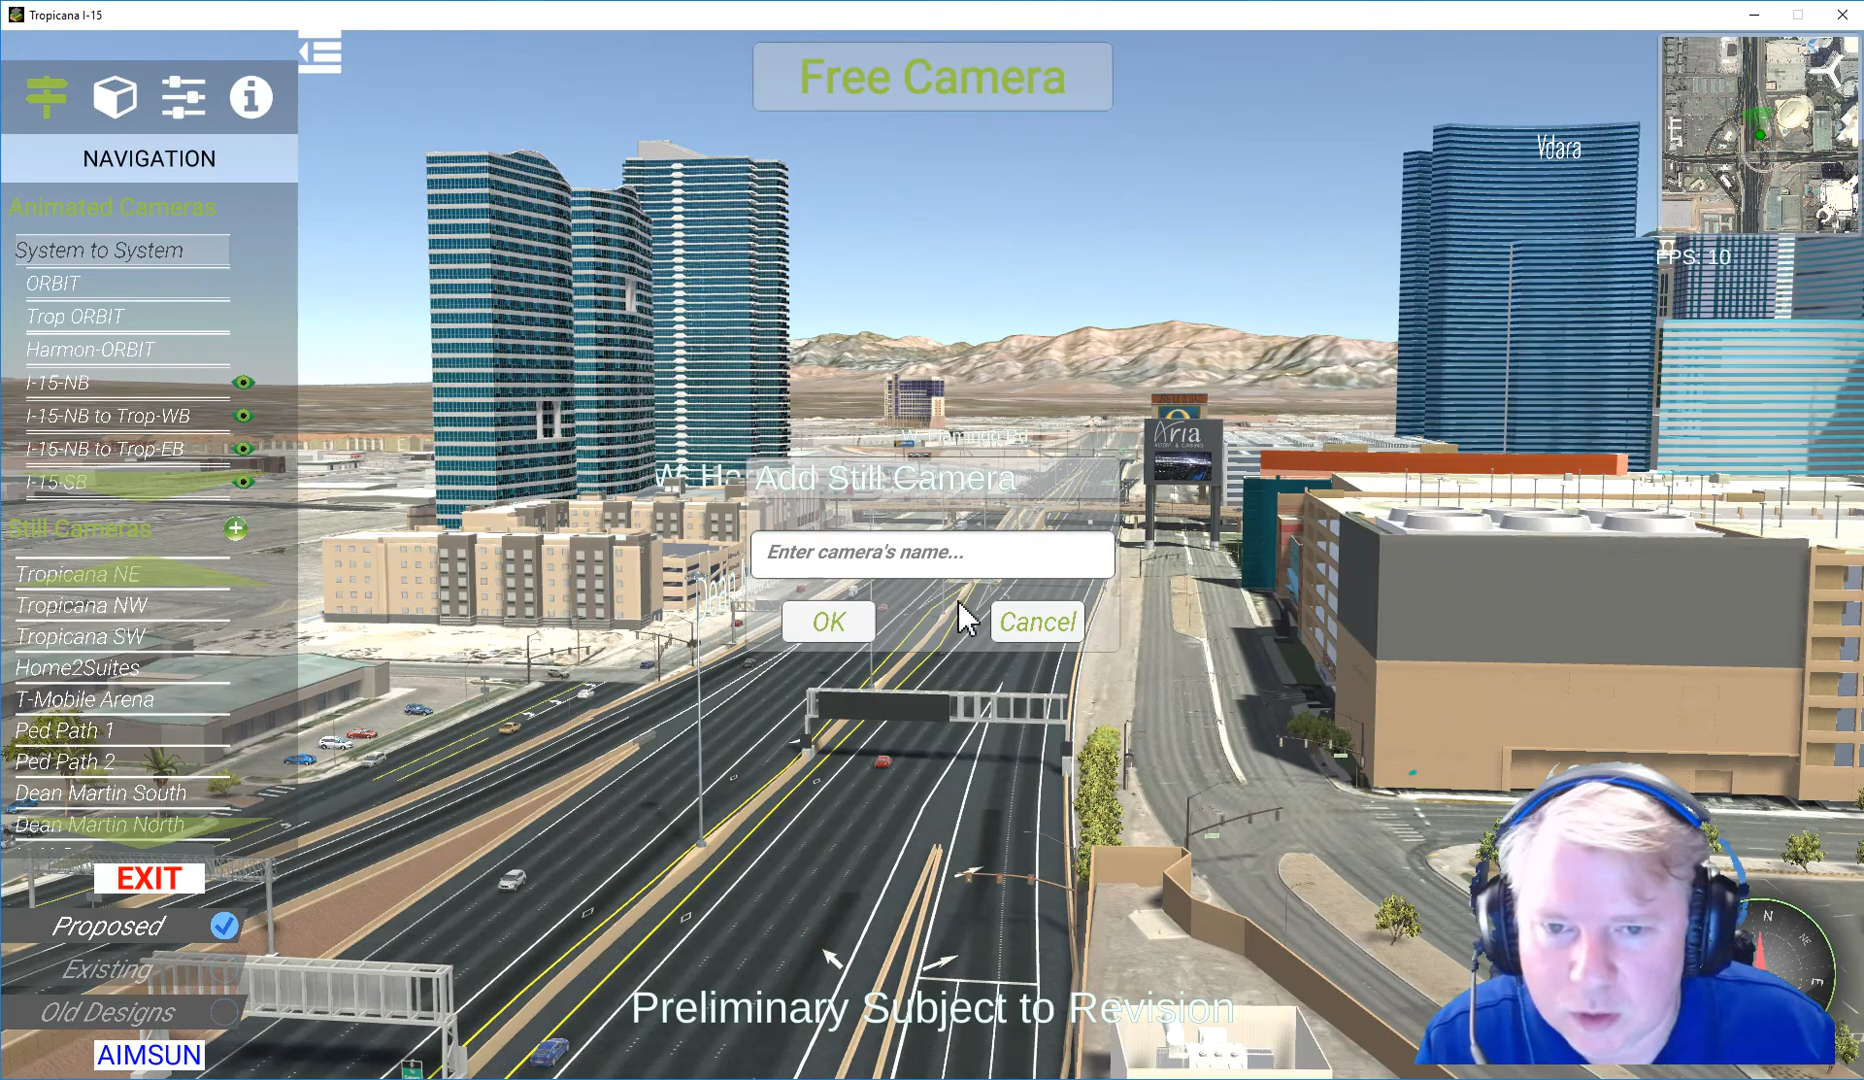 Tropicana I-15
Free Camera
NAVIGATION
Animated Cameras
System to System
ORBIT
Trop ORBIT
Harmon-ORBIT
I-15-NB
I-15-NB to Trop-WB
I-15-NB to Trop-EB
I-15-SB
Still Cameras
Tropicana NE
Tropicana NW
Tropicana SW
Home2Suites
T-Mobile Arena
Ped Path 1
Ped Path 2
Dean Martin South
Dean Martin North
EXIT
Proposed
Existing
Old Designs
AIMSUN
Vdara
FPS: 10
Aria
Flamingo Rd
Add Still Camera
Enter camera's name...
OK
Cancel
Preliminary Subject to Revision
N
NE
E